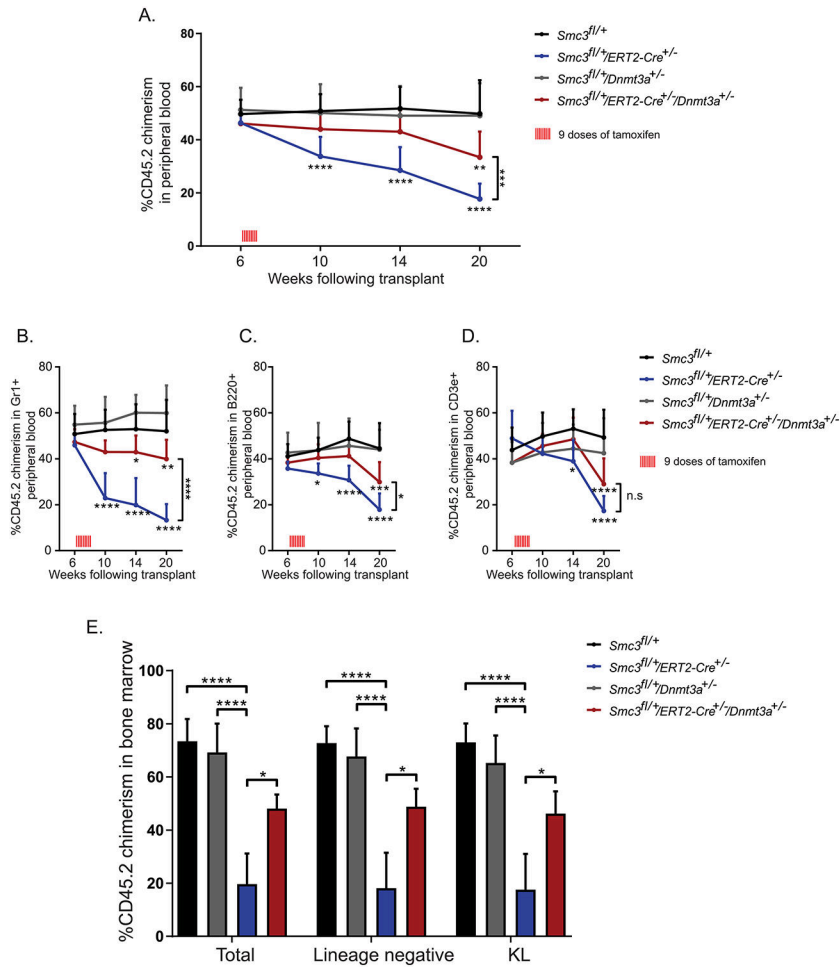 A.
%CD45.2 chimerism
in peripheral blood
80
60
40
20
0
6
10
14
20
Weeks following transplant
****
****
**
****
***
Smc3fl/+
Smc3fl/+/ERT2-Cre+/-
Smc3fl/+/Dnmt3a+/-
Smc3fl/+/ERT2-Cre+/-/Dnmt3a+/-
9 doses of tamoxifen
B.
%CD45.2 chimerism in Gr1+
peripheral blood
80
60
40
20
0
6
10
14
20
Weeks following transplant
*
**
****
****
****
****
C.
%CD45.2 chimerism in B220+
peripheral blood
80
60
40
20
0
6
10
14
20
Weeks following transplant
*
****
***
****
*
D.
%CD45.2 chimerism in CD3e+
peripheral blood
80
60
40
20
0
6
10
14
20
Weeks following transplant
*
****
****
n.s
Smc3fl/+
Smc3fl/+/ERT2-Cre+/-
Smc3fl/+/Dnmt3a+/-
Smc3fl/+/ERT2-Cre+/-/Dnmt3a+/-
9 doses of tamoxifen
E.
%CD45.2 chimerism in bone marrow
100
80
60
40
20
0
****
****
*
****
****
*
****
****
*
Total
Lineage negative
KL
Smc3fl/+
Smc3fl/+/ERT2-Cre+/-
Smc3fl/+/Dnmt3a+/-
Smc3fl/+/ERT2-Cre+/-/Dnmt3a+/-